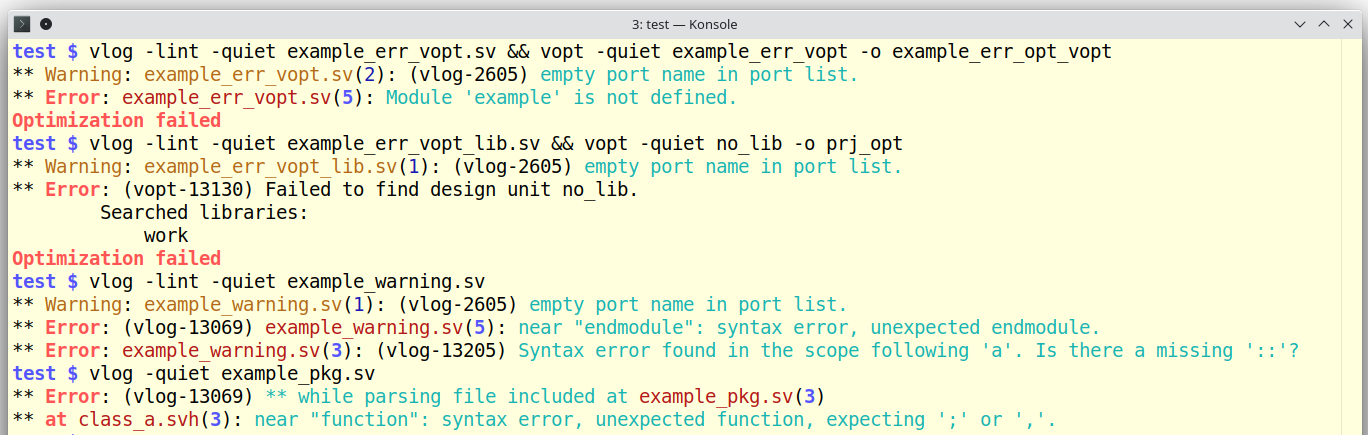 3: test — Konsole
test $ vlog -lint -quiet example_err_vopt.sv && vopt -quiet example_err_vopt -o example_err_opt_vopt
** Warning: example_err_vopt.sv(2): (vlog-2605) empty port name in port list.
** Error: example_err_vopt.sv(5): Module 'example' is not defined.
Optimization failed
test $ vlog -lint -quiet example_err_vopt_lib.sv && vopt -quiet no_lib -o prj_opt
** Warning: example_err_vopt_lib.sv(1): (vlog-2605) empty port name in port list.
** Error: (vopt-13130) Failed to find design unit no_lib.
        Searched libraries:
            work
Optimization failed
test $ vlog -lint -quiet example_warning.sv
** Warning: example_warning.sv(1): (vlog-2605) empty port name in port list.
** Error: (vlog-13069) example_warning.sv(5): near "endmodule": syntax error, unexpected endmodule.
** Error: example_warning.sv(3): (vlog-13205) Syntax error found in the scope following 'a'. Is there a missing '::'?
test $ vlog -quiet example_pkg.sv
** Error: (vlog-13069) ** while parsing file included at example_pkg.sv(3)
** at class_a.svh(3): near "function": syntax error, unexpected function, expecting ';' or ','.